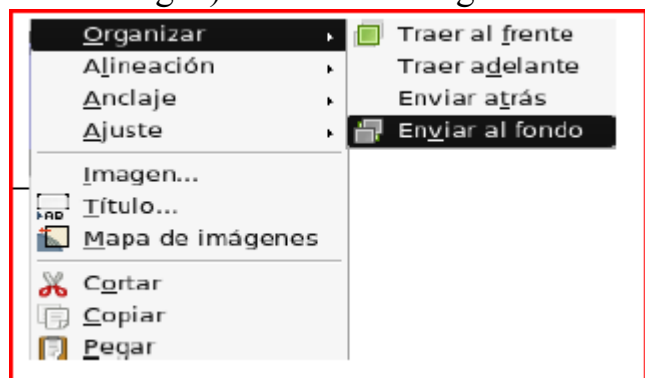 Organizar
Alineación
Anclaje
Ajuste
Imagen...
Título...
Mapa de imágenes
Cortar
Copiar
Pegar
Traer al frente
Traer adelante
Enviar atrás
Enviar al fondo